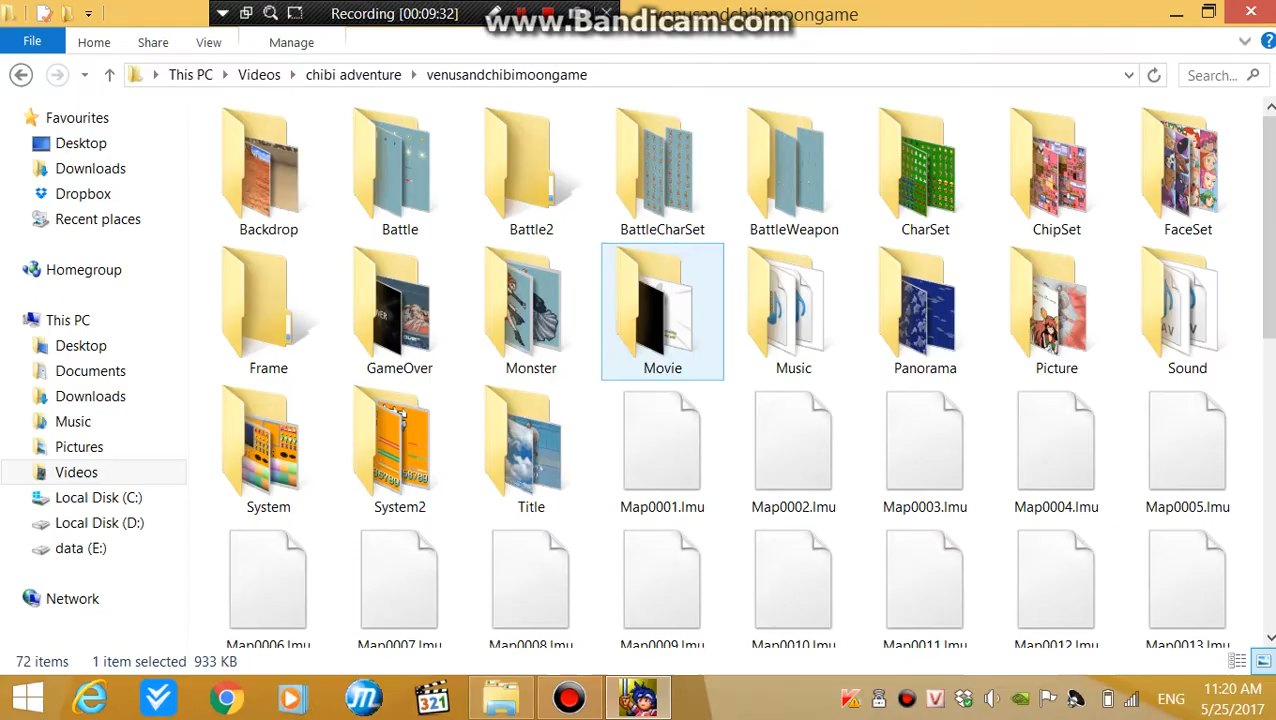 Recording [00:09:32]
www.Bandicam.com
venusandchibimoongame
File Home Share View Manage
This PC Videos chibi adventure venusandchibimoongame
Search...
Favourites
Desktop
Downloads
Dropbox
Recent places
Homegroup
This PC
Desktop
Documents
Downloads
Music
Pictures
Videos
Local Disk (C:)
Local Disk (D:)
data (E:)
Network
Backdrop Battle Battle2 BattleCharSet BattleWeapon CharSet ChipSet FaceSet
Frame GameOver Monster Movie Music Panorama Picture Sound
System System2 Title Map0001.lmu Map0002.lmu Map0003.lmu Map0004.lmu Map0005.lmu
Map0006.lmu Map0007.lmu Map0008.lmu Map0009.lmu Map0010.lmu Map0011.lmu Map0012.lmu Map0013.lmu
72 items 1 item selected 933 KB
321
ENG
11:20 AM
5/25/2017